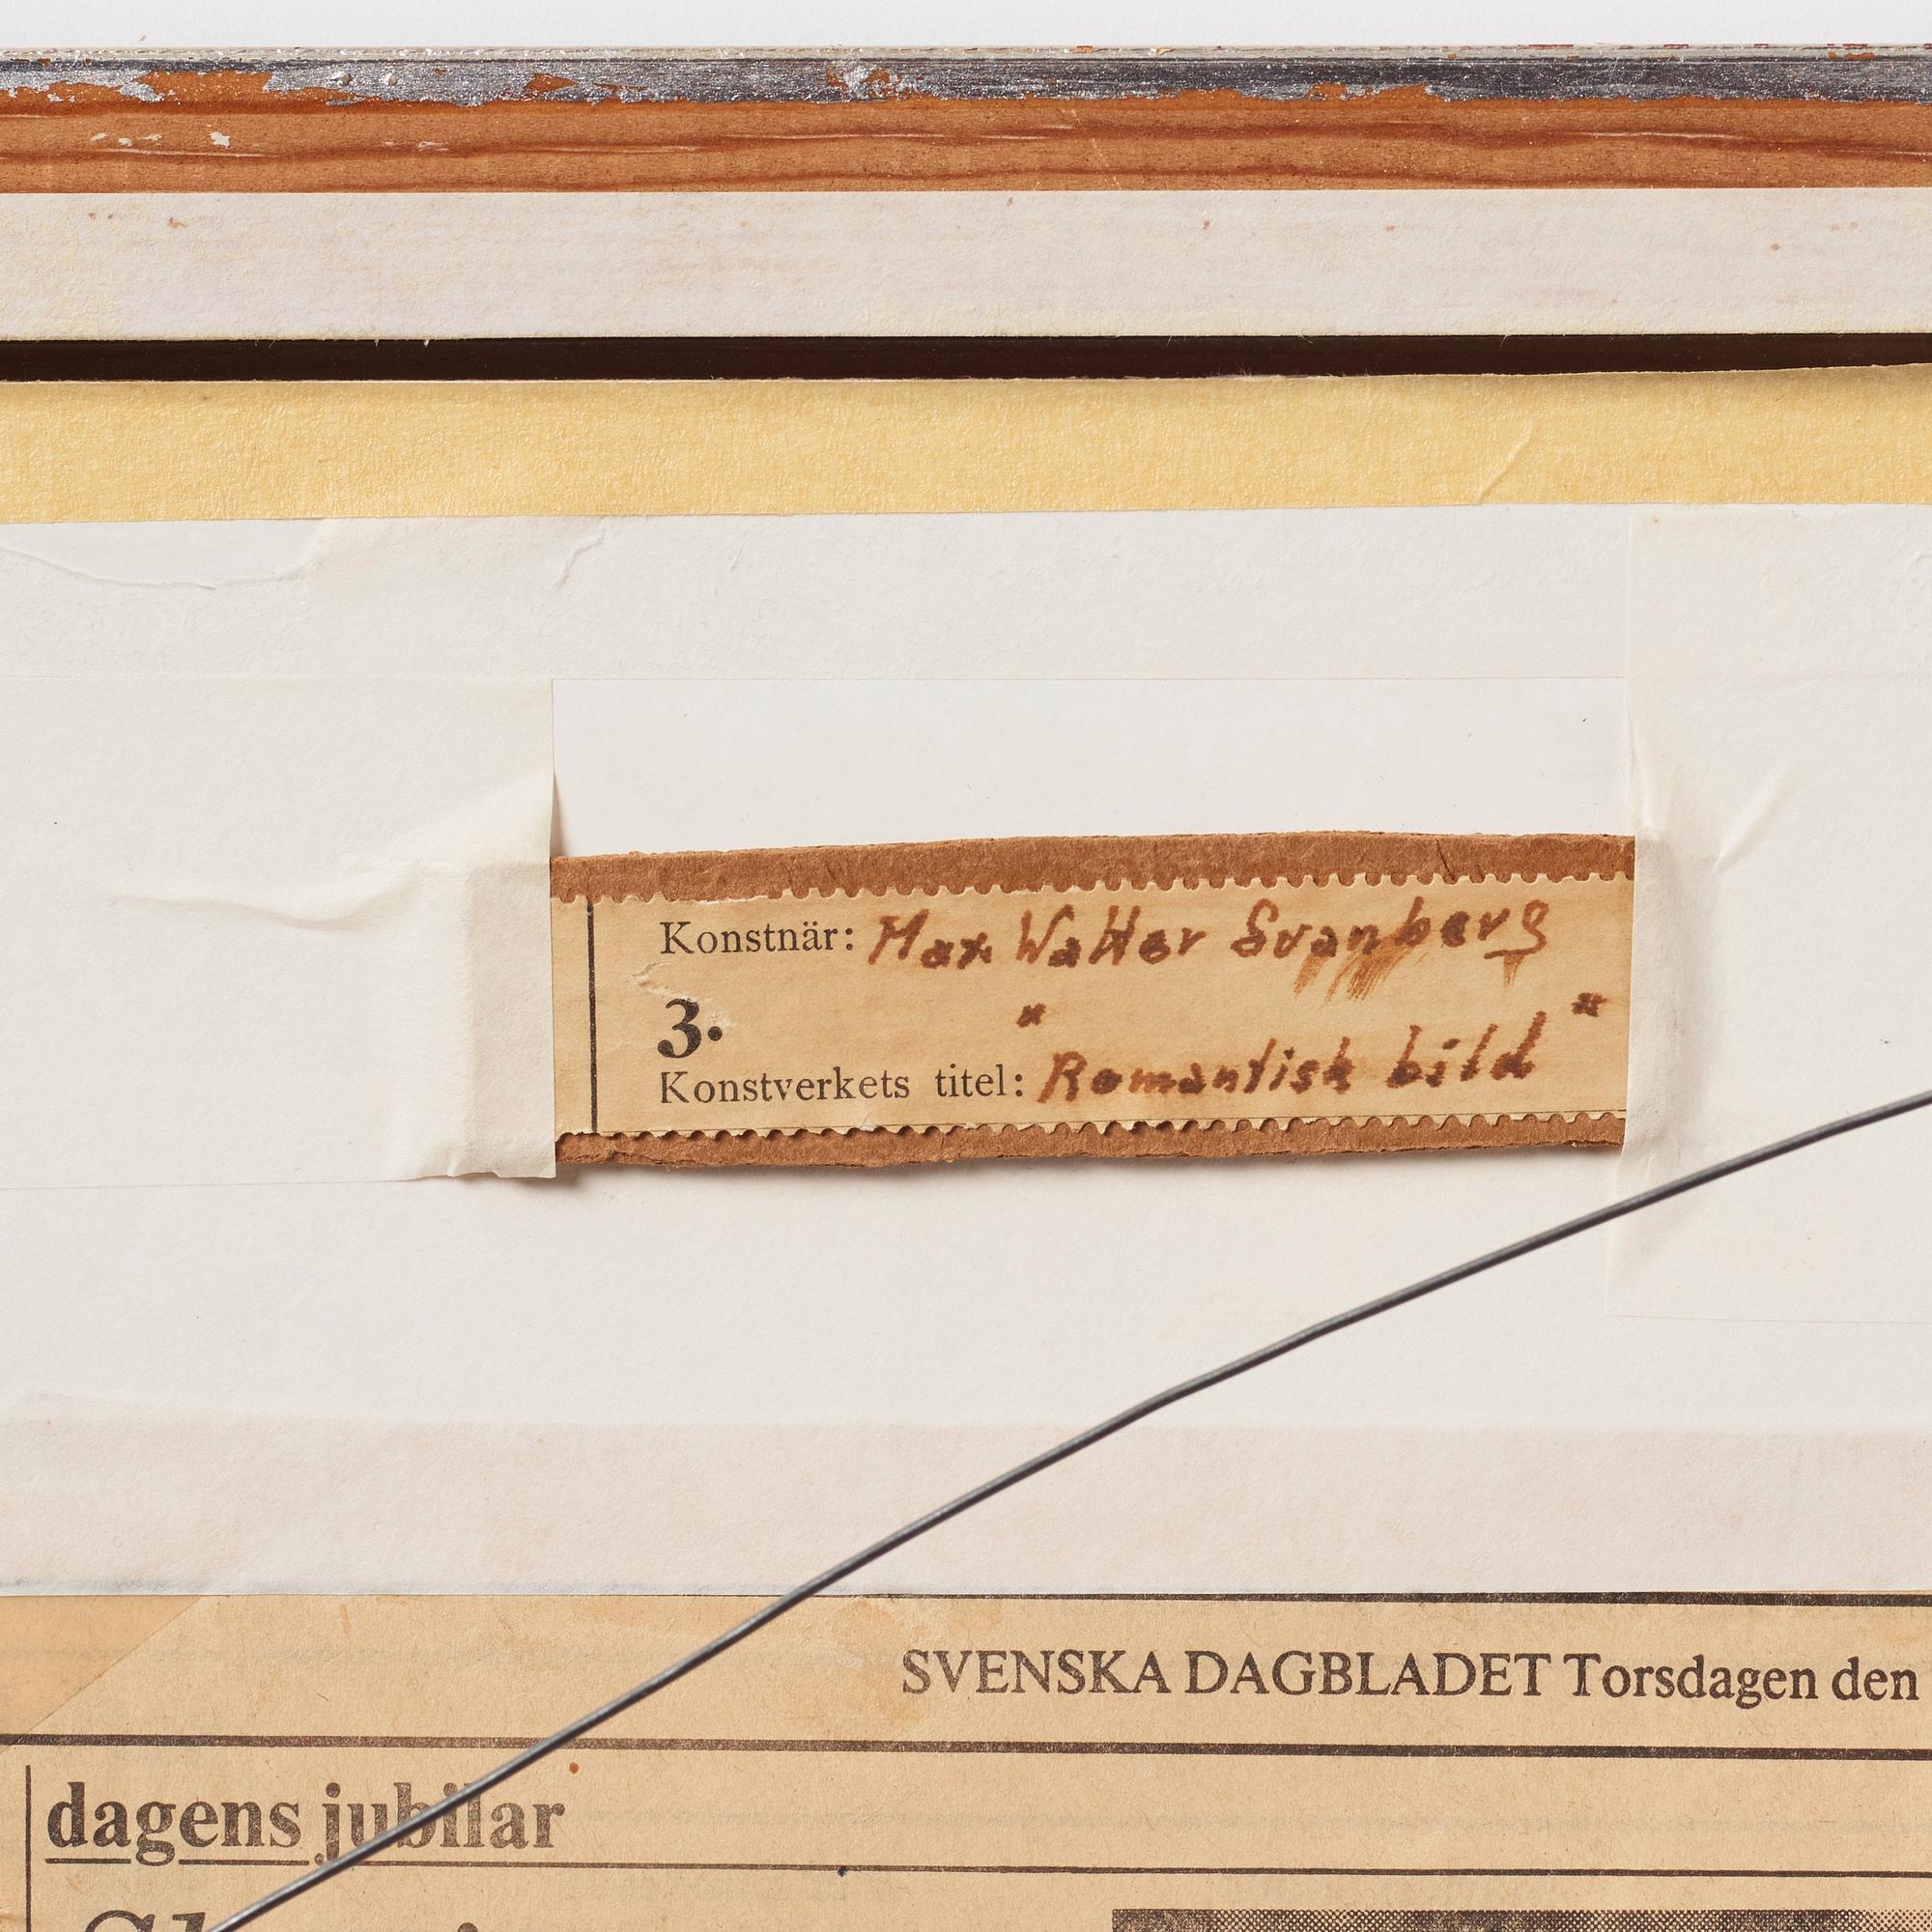 Konstnär: Max Walter Svanberg
3.
Konstverkets titel: "Romantisk bild"
SVENSKA DAGBLADET Torsdagen den
dagens jubilar